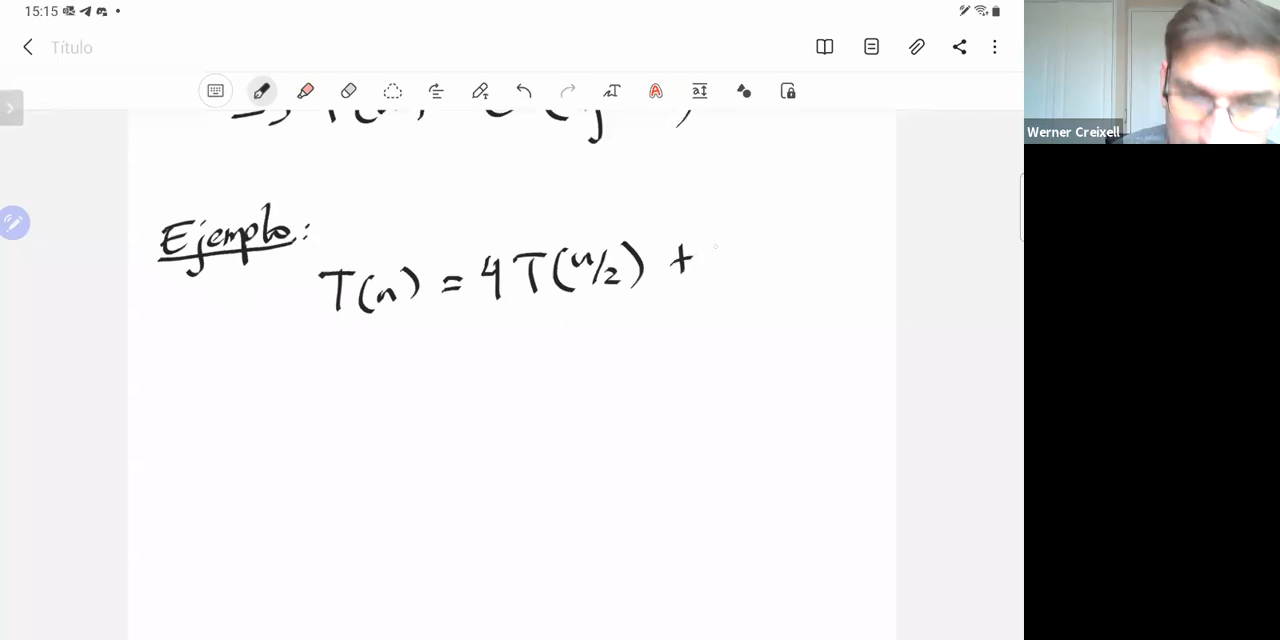 15:15
Título
Werner Creixell
Ejemplo:
T(n) = 4T(n/2) +